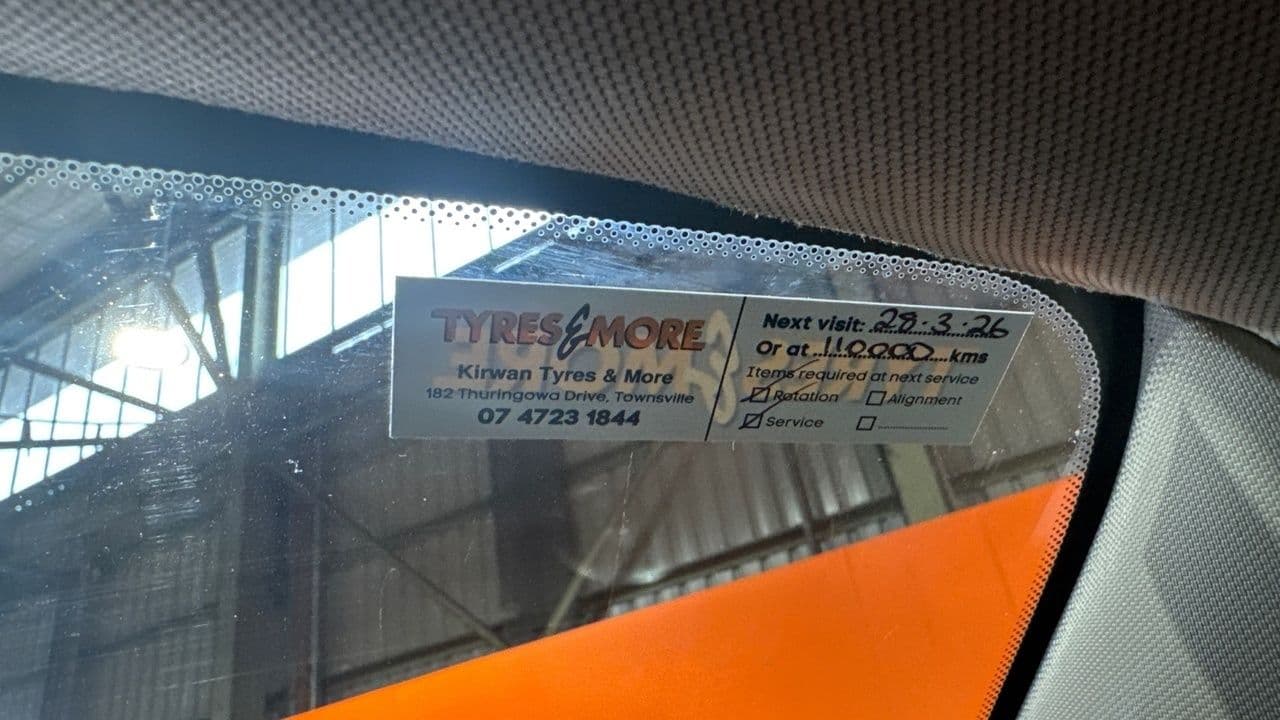 TYRES & MORE
Kirwan Tyres & More
182 Thuringowa Drive, Townsville
07 4723 1844
Next visit: 28.3.26
Or at 110000 kms
Items required at next service
Rotation Alignment
Service